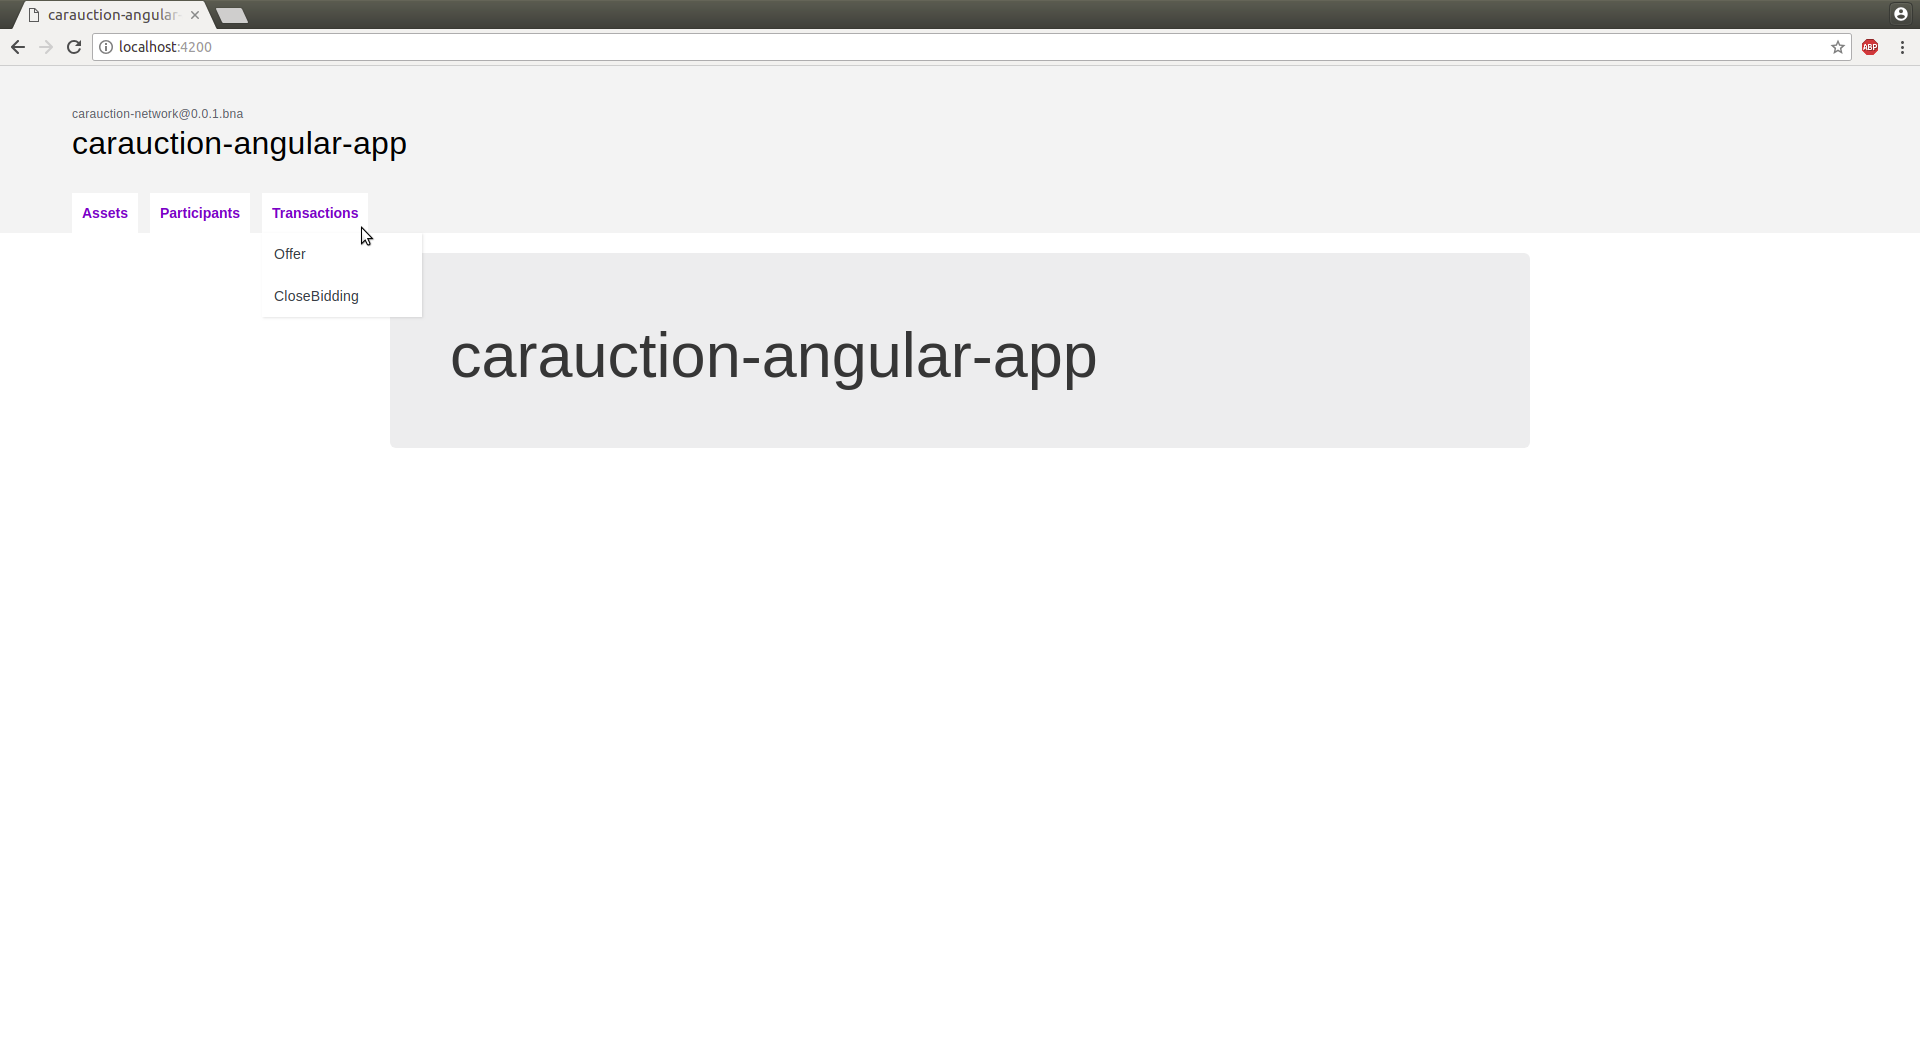 carauction-angular-
localhost:4200
ABP
carauction-network@0.0.1.bna
carauction-angular-app
Assets Participants Transactions
Offer
CloseBidding
carauction-angular-app